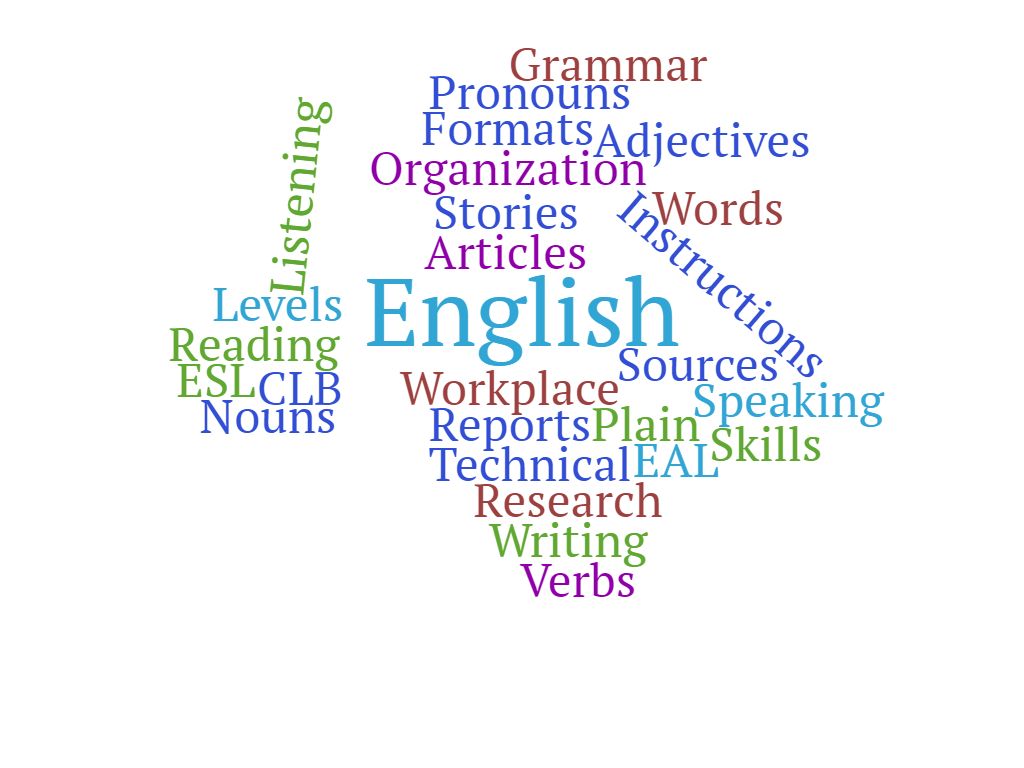 Grammar
Pronouns
Formats
Adjectives
Organization
Listening
Stories
Words
Instructions
Articles
Levels
English
Reading
Sources
ESL
CLB
Workplace
Speaking
Nouns
Reports
Plain
Skills
Technical
EAL
Research
Writing
Verbs